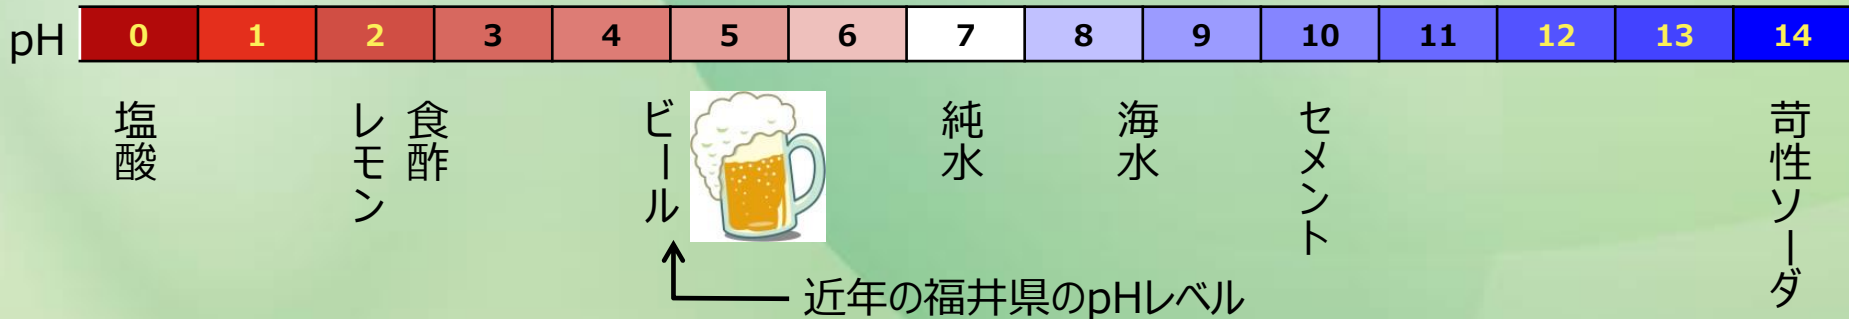 pH 0 1 2 3 4 5 6 7 8 9 10 11 12 13 14
塩酸
レモン
食酢
ビール
純水
海水
セメント
苛性ソーダ
近年の福井県のpHレベル